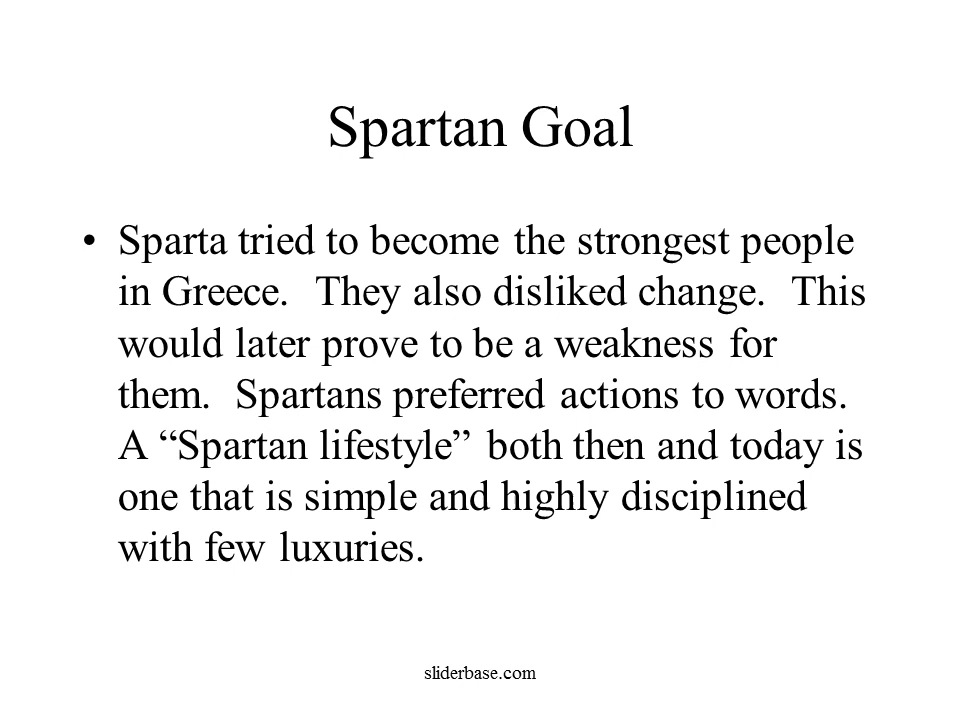 Spartan Goal
• Sparta tried to become the strongest people
in Greece.  They also disliked change.  This
would later prove to be a weakness for
them.  Spartans preferred actions to words.
A “Spartan lifestyle” both then and today is
one that is simple and highly disciplined
with few luxuries.
sliderbase.com